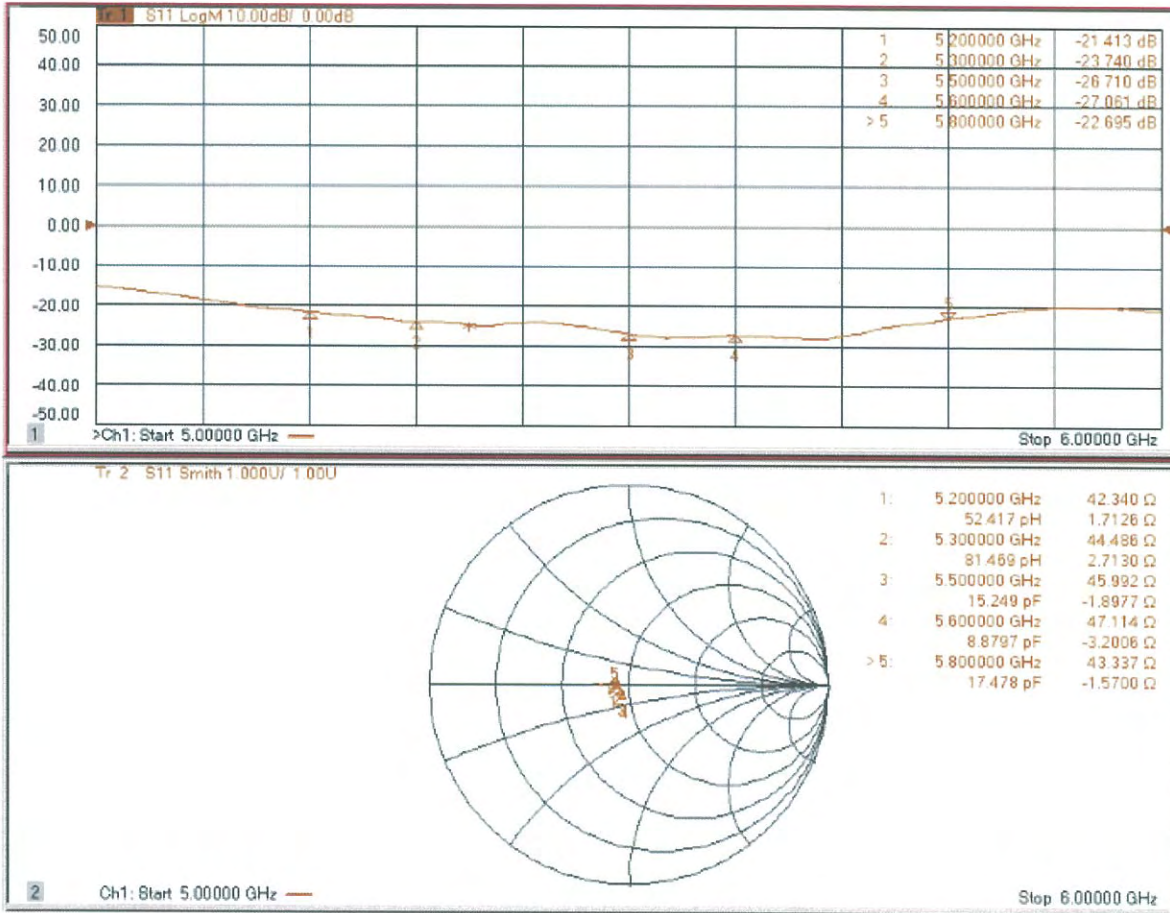 Tr 1 S11 LogM 10.00dB/ 0.00dB
50.00
40.00
30.00
20.00
10.00
0.00
-10.00
-20.00
-30.00
-40.00
-50.00
1 5.200000 GHz -21.413 dB
2 5.300000 GHz -23.740 dB
3 5.500000 GHz -26.710 dB
4 5.600000 GHz -27.061 dB
> 5 5.800000 GHz -22.695 dB
1
2
3
4
5
1 >Ch1: Start 5.00000 GHz Stop 6.00000 GHz
Tr 2 S11 Smith 1.000U/ 1.00U
1: 5.200000 GHz 42.340 Ω
52.417 pH 1.7126 Ω
2: 5.300000 GHz 44.486 Ω
81.469 pH 2.7130 Ω
3: 5.500000 GHz 45.992 Ω
15.249 pF -1.8977 Ω
4: 5.600000 GHz 47.114 Ω
8.8797 pF -3.2006 Ω
> 5: 5.800000 GHz 43.337 Ω
17.478 pF -1.5700 Ω
5
2 Ch1: Start 5.00000 GHz Stop 6.00000 GHz